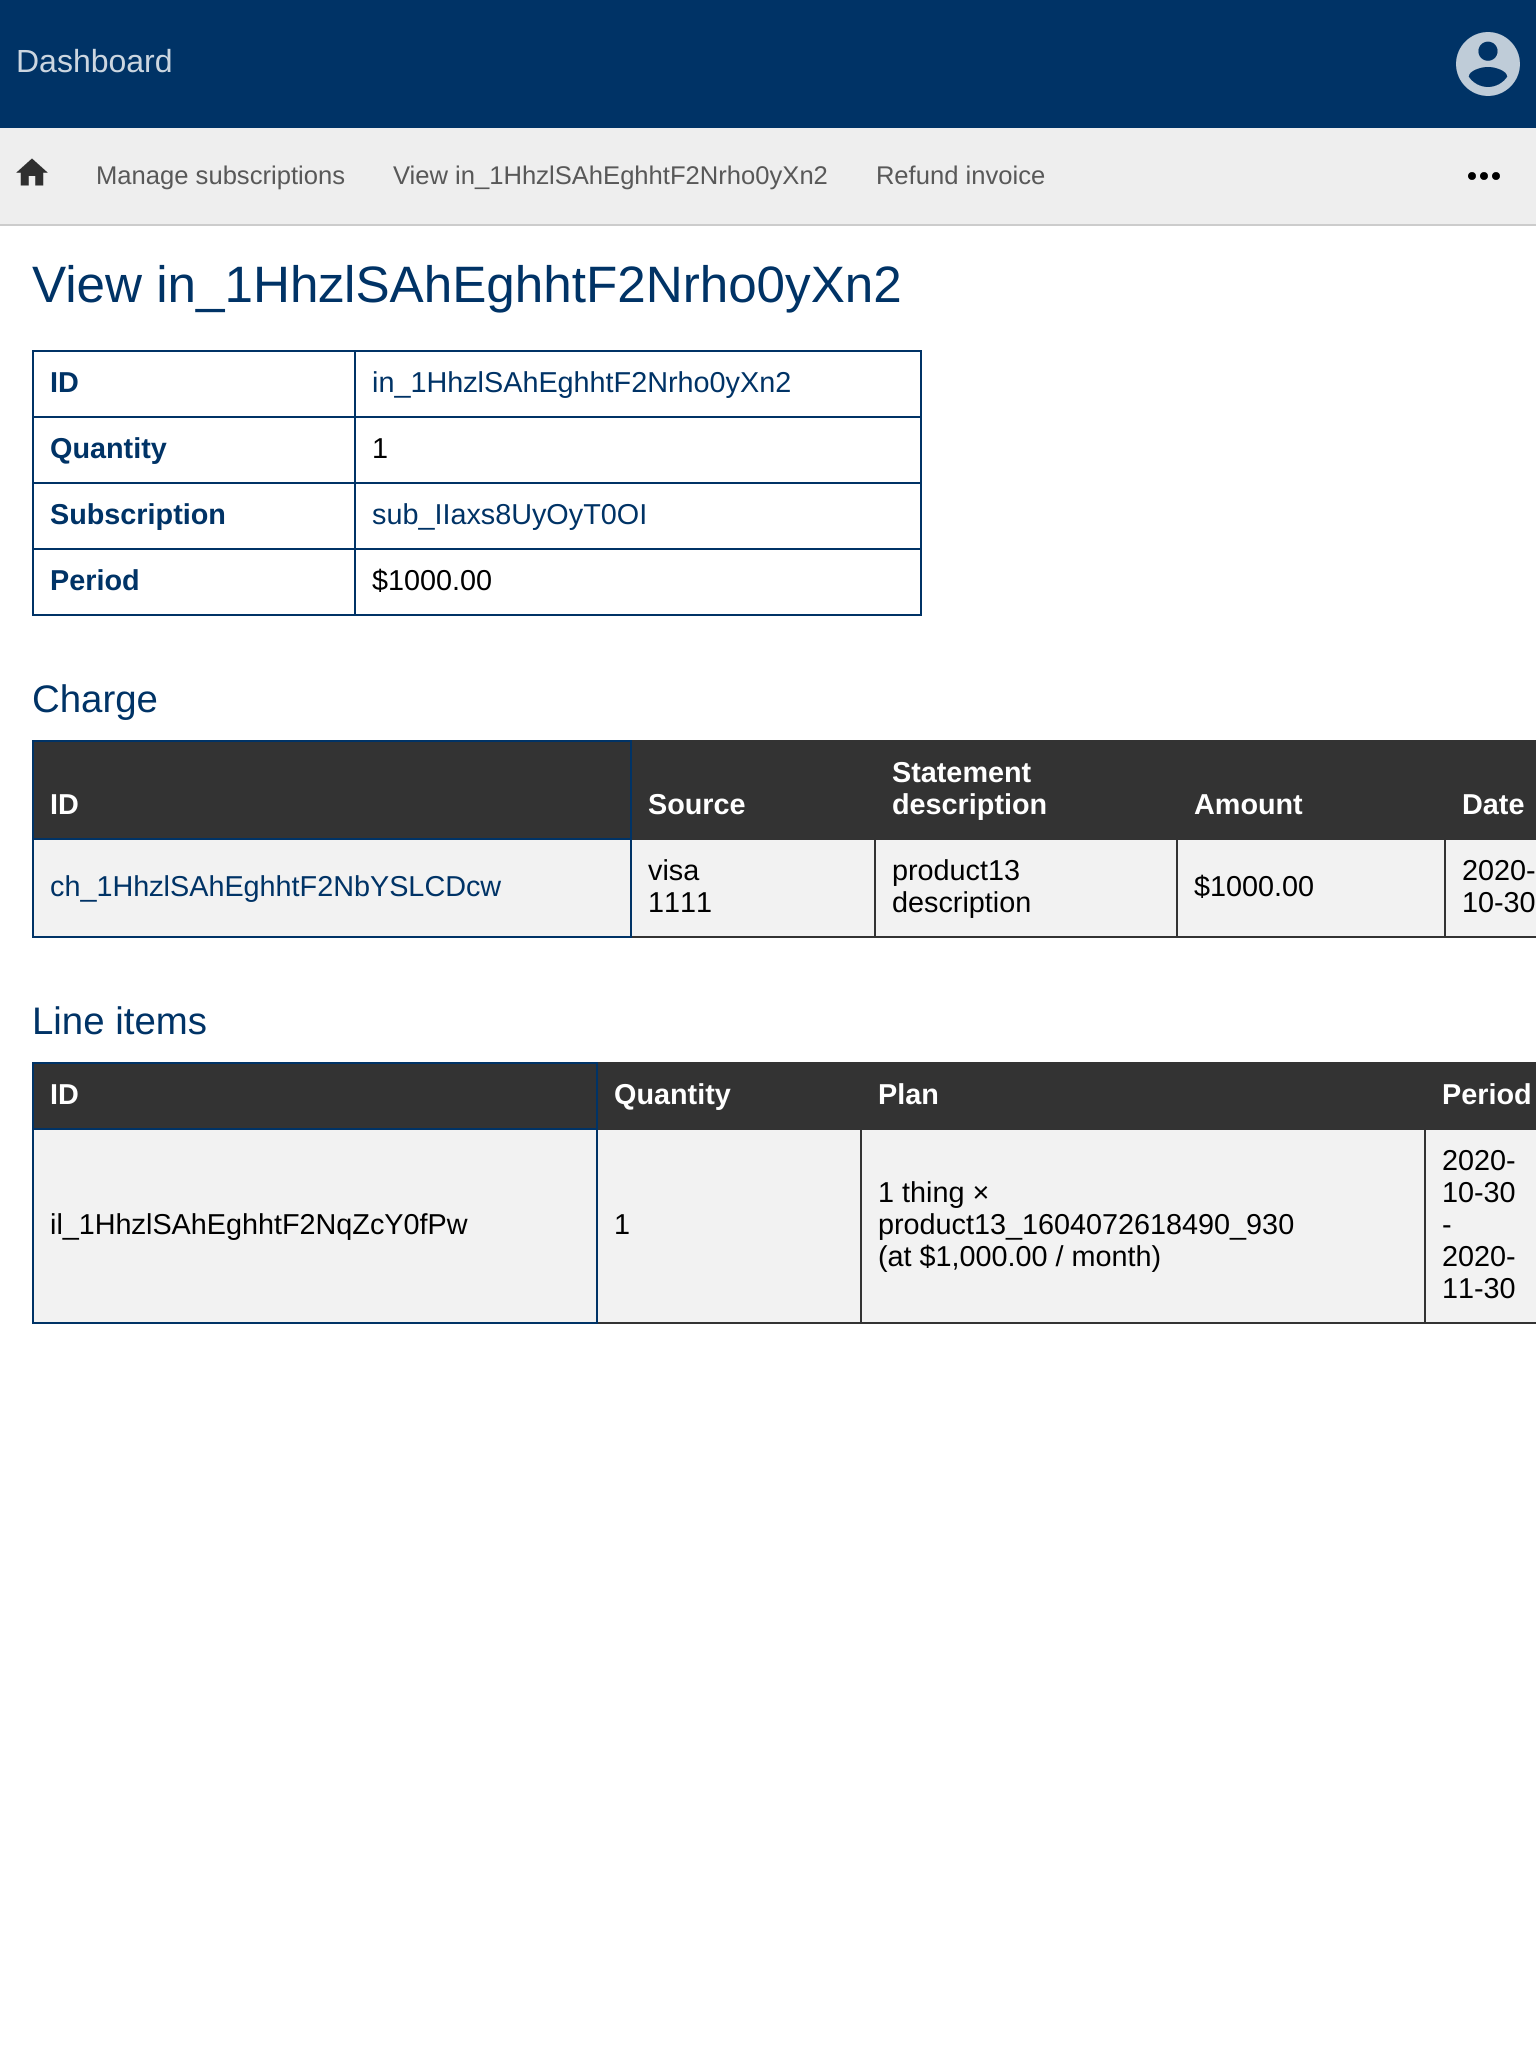 Dashboard
Manage subscriptions View in_1HhzlSAhEghhtF2Nrho0yXn2 Refund invoice
View in_1HhzlSAhEghhtF2Nrho0yXn2
ID in_1HhzlSAhEghhtF2Nrho0yXn2
Quantity 1
Subscription sub_IIaxs8UyOyT0OI
Period $1000.00
Charge
ID Source Statement description Amount Date
ch_1HhzlSAhEghhtF2NbYSLCDcw visa 1111 product13 description $1000.00 2020-10-30
Line items
ID Quantity Plan Period
il_1HhzlSAhEghhtF2NqZcY0fPw 1 1 thing × product13_1604072618490_930 (at $1,000.00 / month) 2020-10-30 - 2020-11-30